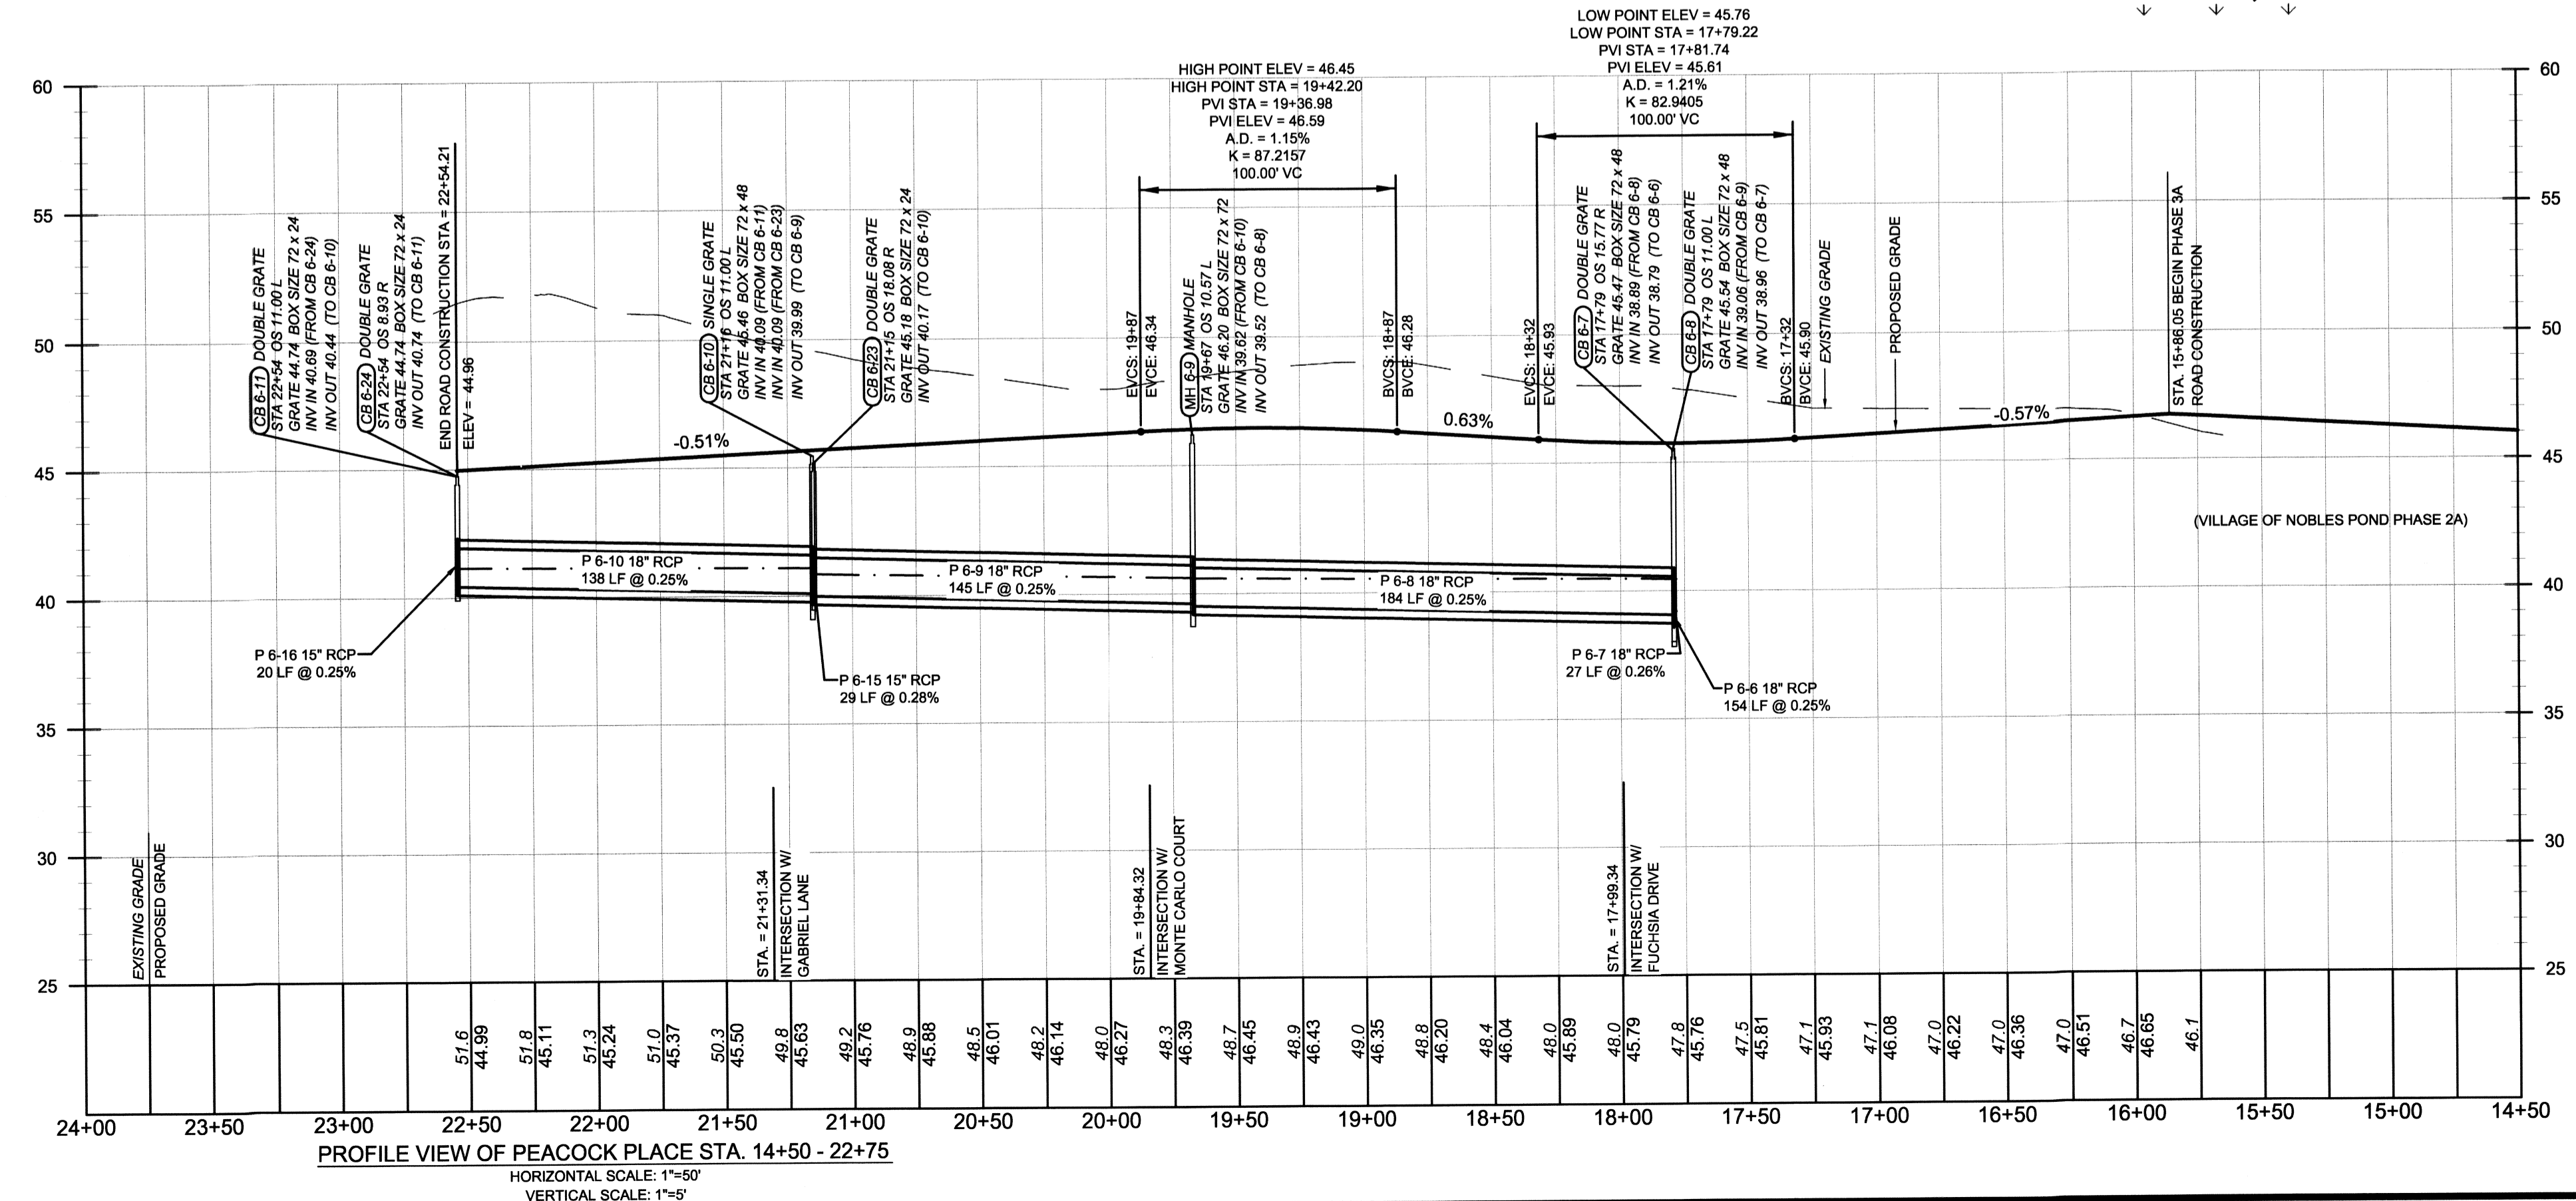 LOW POINT ELEV = 45.76
LOW POINT STA = 17+79.22
PVI STA = 17+81.74
PVI ELEV = 45.61
A.D. = 1.21%
K = 82.9405
100.00' VC
HIGH POINT ELEV = 46.45
HIGH POINT STA = 19+42.20
PVI STA = 19+36.98
PVI ELEV = 46.59
A.D. = 1.15%
K = 87.2157
100.00' VC
60
55
50
45
40
35
30
25
60
55
50
45
40
35
30
25
CB 6-11 DOUBLE GRATE
STA 22+54 OS 11.00 L
GRATE 44.74 BOX SIZE 72 x 24
INV IN 40.69 (FROM CB 6-24)
INV OUT 40.44 (TO CB 6-10)
CB 6-24 DOUBLE GRATE
STA 22+54 OS 8.93 R
GRATE 44.74 BOX SIZE 72 x 24
INV OUT 40.74 (TO CB 6-11)
END ROAD CONSTRUCTION STA = 22+54.21
ELEV = 44.96
CB 6-10 SINGLE GRATE
STA 21+16 OS 11.00 L
GRATE 45.46 BOX SIZE 72 x 48
INV IN 40.09 (FROM CB 6-11)
INV IN 40.09 (FROM CB 6-23)
INV OUT 39.99 (TO CB 6-9)
CB 6-23 DOUBLE GRATE
STA 21+15 OS 18.08 R
GRATE 45.18 BOX SIZE 72 x 24
INV OUT 40.17 (TO CB 6-10)
EVCS: 19+87
EVCE: 46.34
MH 6-9 MANHOLE
STA 19+67 OS 10.57 L
GRATE 46.20 BOX SIZE 72 x 72
INV IN 39.62 (FROM CB 6-10)
INV OUT 39.52 (TO CB 6-8)
BVCS: 18+87
BVCE: 46.28
EVCS: 18+32
EVCE: 45.93
CB 6-7 DOUBLE GRATE
STA 17+79 OS 15.77 R
GRATE 45.47 BOX SIZE 72 x 48
INV IN 38.89 (FROM CB 6-8)
INV OUT 38.79 (TO CB 6-6)
CB 6-8 DOUBLE GRATE
STA 17+79 OS 11.00 L
GRATE 45.54 BOX SIZE 72 x 48
INV IN 39.06 (FROM CB 6-9)
INV OUT 38.96 (TO CB 6-7)
BVCS: 17+32
BVCE: 45.90
EXISTING GRADE
PROPOSED GRADE
STA. 15+86.05 BEGIN PHASE 3A
ROAD CONSTRUCTION
-0.51%
0.63%
-0.57%
(VILLAGE OF NOBLES POND PHASE 2A)
P 6-10 18" RCP
138 LF @ 0.25%
P 6-9 18" RCP
145 LF @ 0.25%
P 6-8 18" RCP
184 LF @ 0.25%
P 6-16 15" RCP
20 LF @ 0.25%
P 6-15 15" RCP
29 LF @ 0.28%
P 6-7 18" RCP
27 LF @ 0.26%
P 6-6 18" RCP
154 LF @ 0.25%
EXISTING GRADE
PROPOSED GRADE
STA. = 21+31.34
INTERSECTION W/
GABRIEL LANE
STA. = 19+84.32
INTERSECTION W/
MONTE CARLO COURT
STA. = 17+99.34
INTERSECTION W/
FUCHSIA DRIVE
51.6
44.99
51.8
45.11
51.3
45.24
51.0
45.37
50.3
45.50
49.8
45.63
49.2
45.76
48.9
45.88
48.5
46.01
48.2
46.14
48.0
46.27
48.3
46.39
48.7
46.45
48.9
46.43
49.0
46.35
48.8
46.20
48.4
46.04
48.0
45.89
48.0
45.79
47.8
45.76
47.5
45.81
47.1
45.93
47.1
46.08
47.0
46.22
47.0
46.36
47.0
46.51
46.7
46.65
46.1
24+00 23+50 23+00 22+50 22+00 21+50 21+00 20+50 20+00 19+50 19+00 18+50 18+00 17+50 17+00 16+50 16+00 15+50 15+00 14+50
PROFILE VIEW OF PEACOCK PLACE STA. 14+50 - 22+75
HORIZONTAL SCALE: 1"=50'
VERTICAL SCALE: 1"=5'